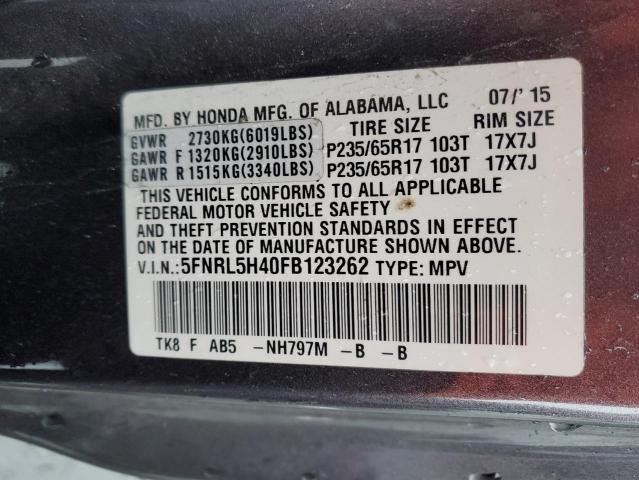 MFD. BY HONDA MFG. OF ALABAMA, LLC 07/'15
GVWR 2730KG(6019LBS) TIRE SIZE RIM SIZE
GAWR F 1320KG(2910LBS) P235/65R17 103T 17X7J
GAWR R 1515KG(3340LBS) P235/65R17 103T 17X7J
THIS VEHICLE CONFORMS TO ALL APPLICABLE
FEDERAL MOTOR VEHICLE SAFETY
AND THEFT PREVENTION STANDARDS IN EFFECT
ON THE DATE OF MANUFACTURE SHOWN ABOVE.
V.I.N.:5FNRL5H40FB123262 TYPE: MPV
TK8 F AB5 -NH797M -B -B